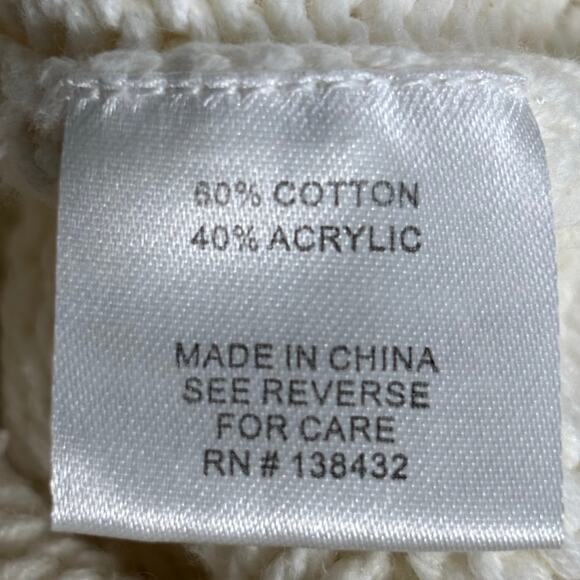 60% COTTON
40% ACRYLIC
MADE IN CHINA
SEE REVERSE
FOR CARE
RN # 138432